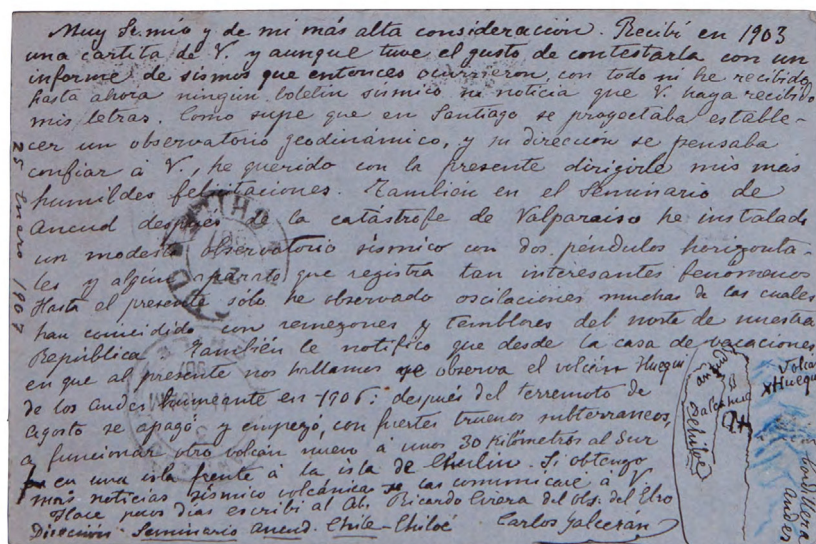 Muy Sr. mío y de mi más alta consideración. Recibí en 1903
una cartita de V. y aunque tuve el gusto de contestarla con un
informe de sismos que entonces ocurrieron, con todo ni he recibido
hasta ahora ningún boletín sísmico ni noticia que V. haya recibido
mis letras. Como supe que en Santiago se proyectaba estable-
cer un observatorio geodinámico, y su dirección se pensaba
confiar á V., he querido con la presente dirigirle mis más
humildes felicitaciones. También en el Seminario de
Ancud después de la catástrofe de Valparaiso he instalado
un modesto observatorio sísmico con dos péndulos horizonta-
les y algún aparato que registra tan interesantes fenómenos
Hasta el presente sólo he observado oscilaciones muchas de las cuales
han coincidido con remezones y temblores del norte de nuestra
República. También le notifico que desde la casa de vacaciones
en que al presente nos hallamos se observa el volcán Huequi
de los Andes humeante en 1906: después del terremoto de
Agosto se apagó y empezó, con fuertes truenos subterraneos,
a funcionar otro volcán nuevo á unos 30 kilómetros al Sur
en una isla frente á la isla de Chulin. Si obtengo
mas noticias sísmico volcánicas se las comunicaré a V.
Hace pocos días escribí al Ab. Ricardo Cirera del Obs. del Ebro
Dirección - Seminario Ancud. Chile - Chiloé Carlos Galcerán
25 Enero 1907
Ancud
Chiloé
Volcan
Huequi
Cordillera
Andes